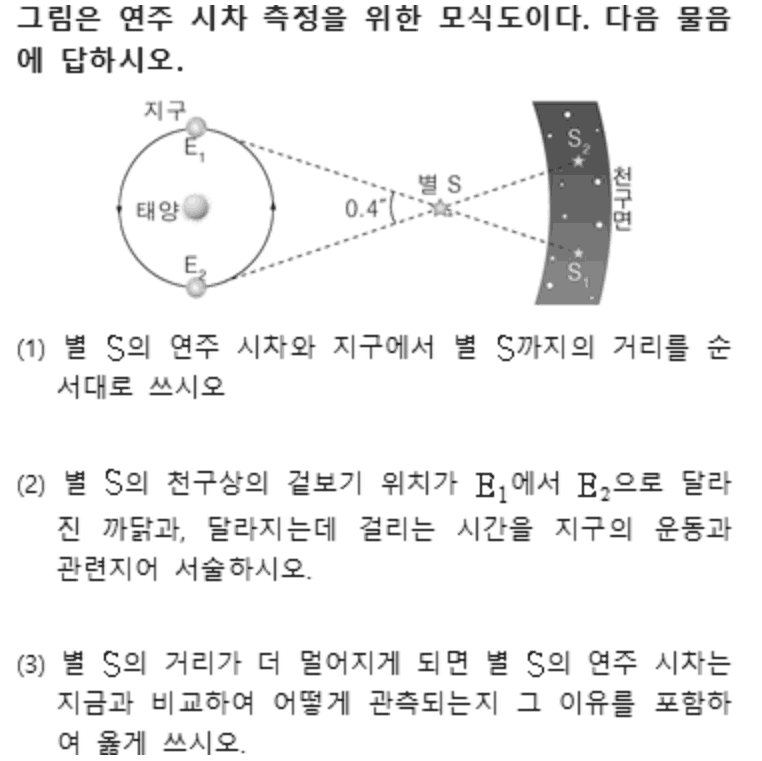 그림은 연주 시차 측정을 위한 모식도이다. 다음 물음
에 답하시오.
지구
E₁
태양
E₂
0.4″
별 S
S₂
S₁
천구면
(1) 별 S의 연주 시차와 지구에서 별 S까지의 거리를 순
서대로 쓰시오
(2) 별 S의 천구상의 겉보기 위치가 E₁에서 E₂으로 달라
진 까닭과, 달라지는데 걸리는 시간을 지구의 운동과
관련지어 서술하시오.
(3) 별 S의 거리가 더 멀어지게 되면 별 S의 연주 시차는
지금과 비교하여 어떻게 관측되는지 그 이유를 포함하
여 옳게 쓰시오.